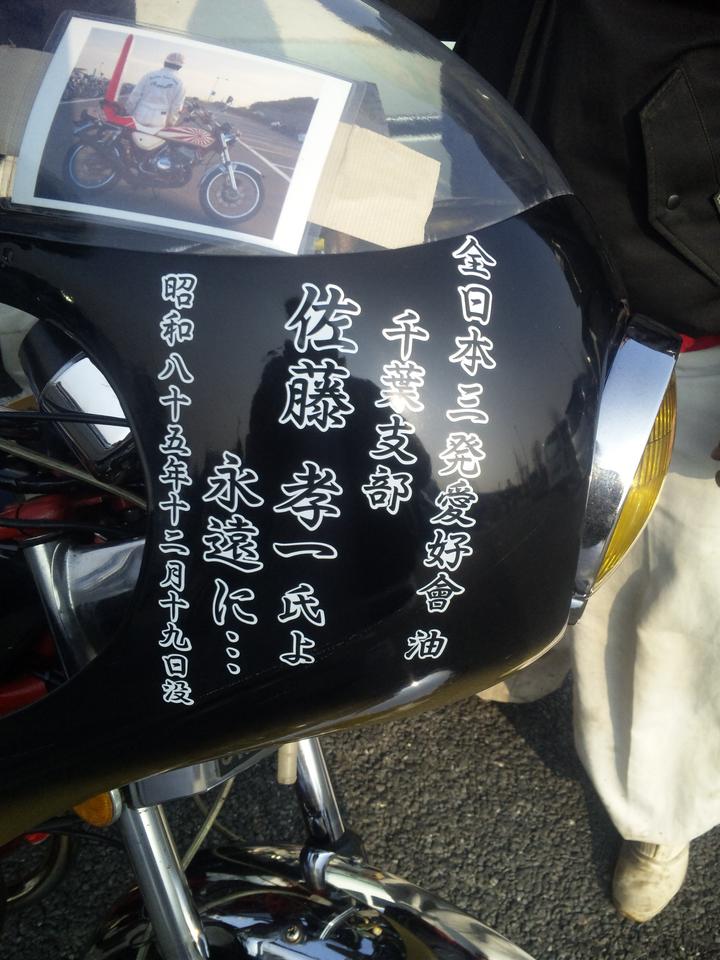 全日本三発愛好會 油
千葉支部
佐藤 孝一 氏よ
永遠に…
昭和八十五年十二月十九日没